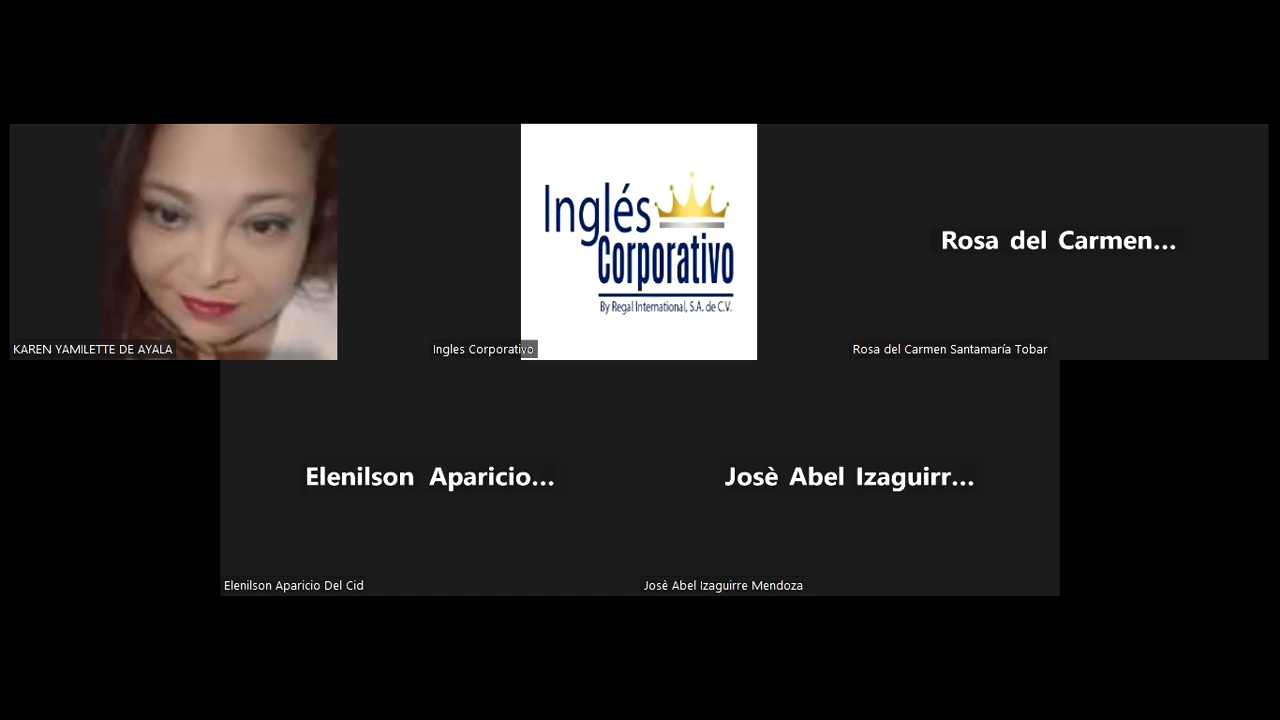 Inglés
Corporativo
By Regal International, S.A. de C.V.
Rosa del Carmen...
KAREN YAMILETTE DE AYALA
Ingles Corporativo
Rosa del Carmen Santamaría Tobar
Elenilson Aparicio...
Josè Abel Izaguirr...
Elenilson Aparicio Del Cid
Josè Abel Izaguirre Mendoza